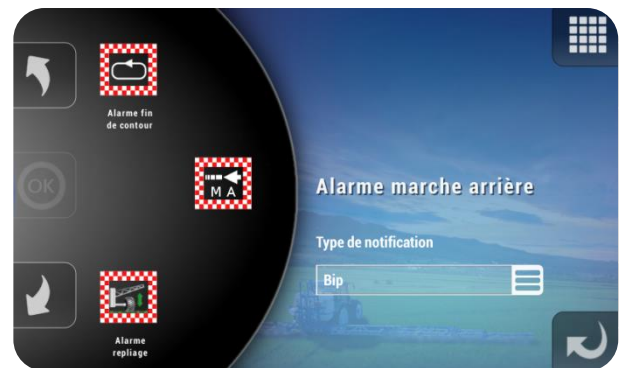 Alarme fin
de contour
OK
M A
Alarme marche arrière
Type de notification
Bip
Alarme
repliage